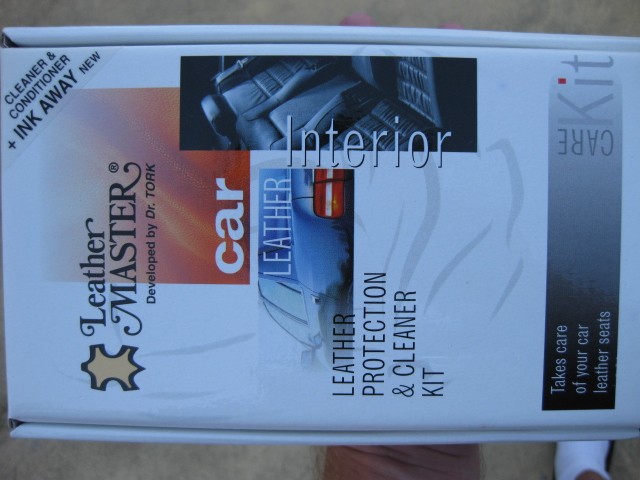 CLEANER &
CONDITIONER
+ INK AWAY NEW
Leather
MASTER®
Developed by Dr. TORK
car
LEATHER
Interior
LEATHER
PROTECTION
& CLEANER
KIT
CARE Kit
Takes care
of your car
leather seats